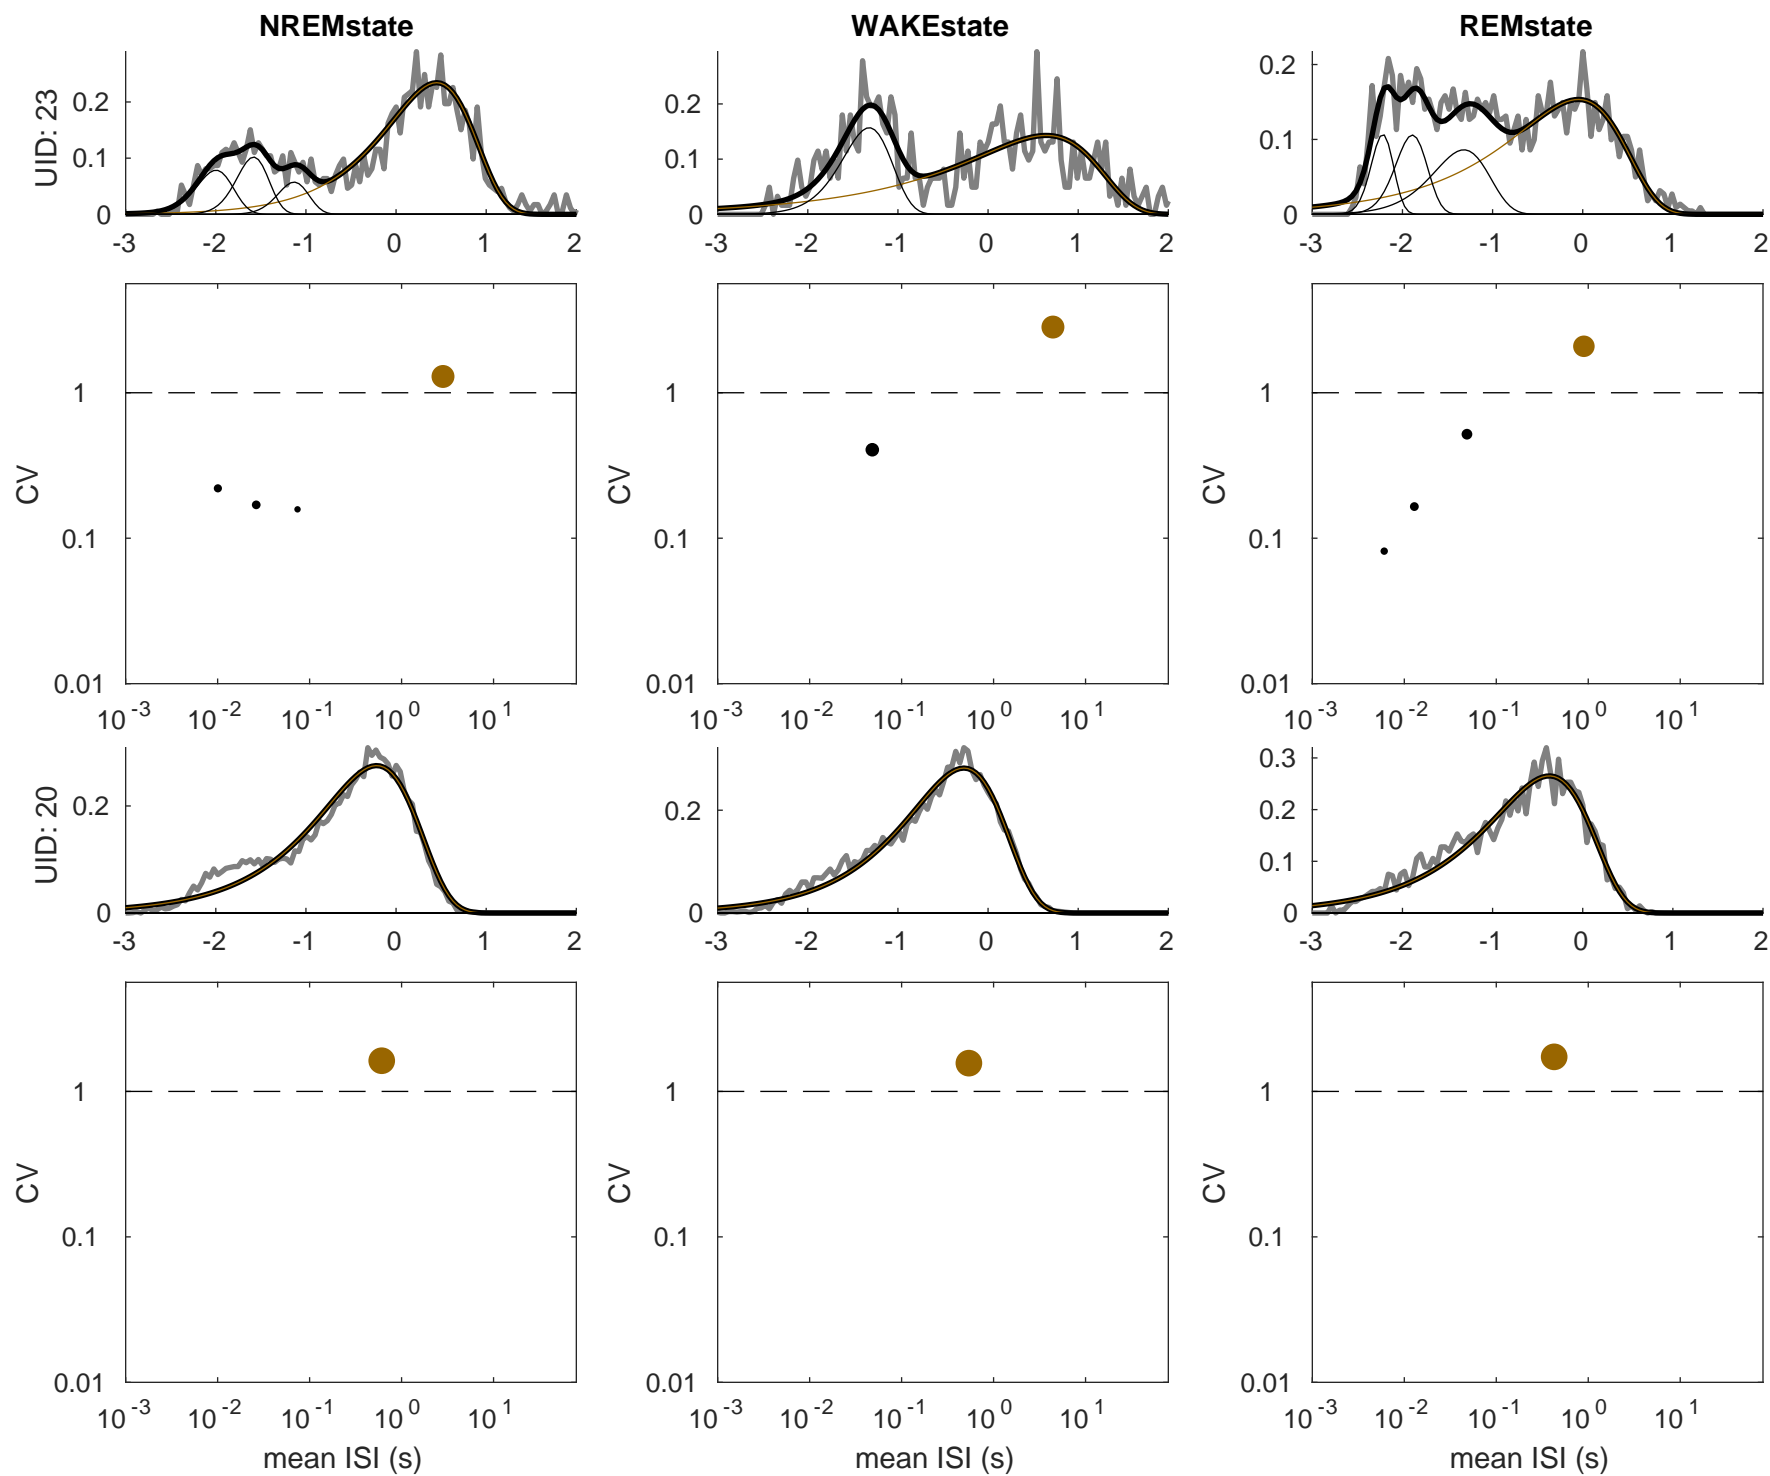 NREMstate WAKEstate REMstate
UID: 23
0.2 0.2 0.2
0.1 0.1 0.1
0 0 0
-3 -2 -1 0 1 2 -3 -2 -1 0 1 2 -3 -2 -1 0 1 2
1 1 1
CV CV CV
0.1 0.1 0.1
0.01 0.01 0.01
10^-3 10^-2 10^-1 10^0 10^1 10^-3 10^-2 10^-1 10^0 10^1 10^-3 10^-2 10^-1 10^0 10^1
UID: 20
0.3
0.2 0.2 0.2
0.1
0 0 0
-3 -2 -1 0 1 2 -3 -2 -1 0 1 2 -3 -2 -1 0 1 2
1 1 1
CV CV CV
0.1 0.1 0.1
0.01 0.01 0.01
10^-3 10^-2 10^-1 10^0 10^1 10^-3 10^-2 10^-1 10^0 10^1 10^-3 10^-2 10^-1 10^0 10^1
mean ISI (s) mean ISI (s) mean ISI (s)